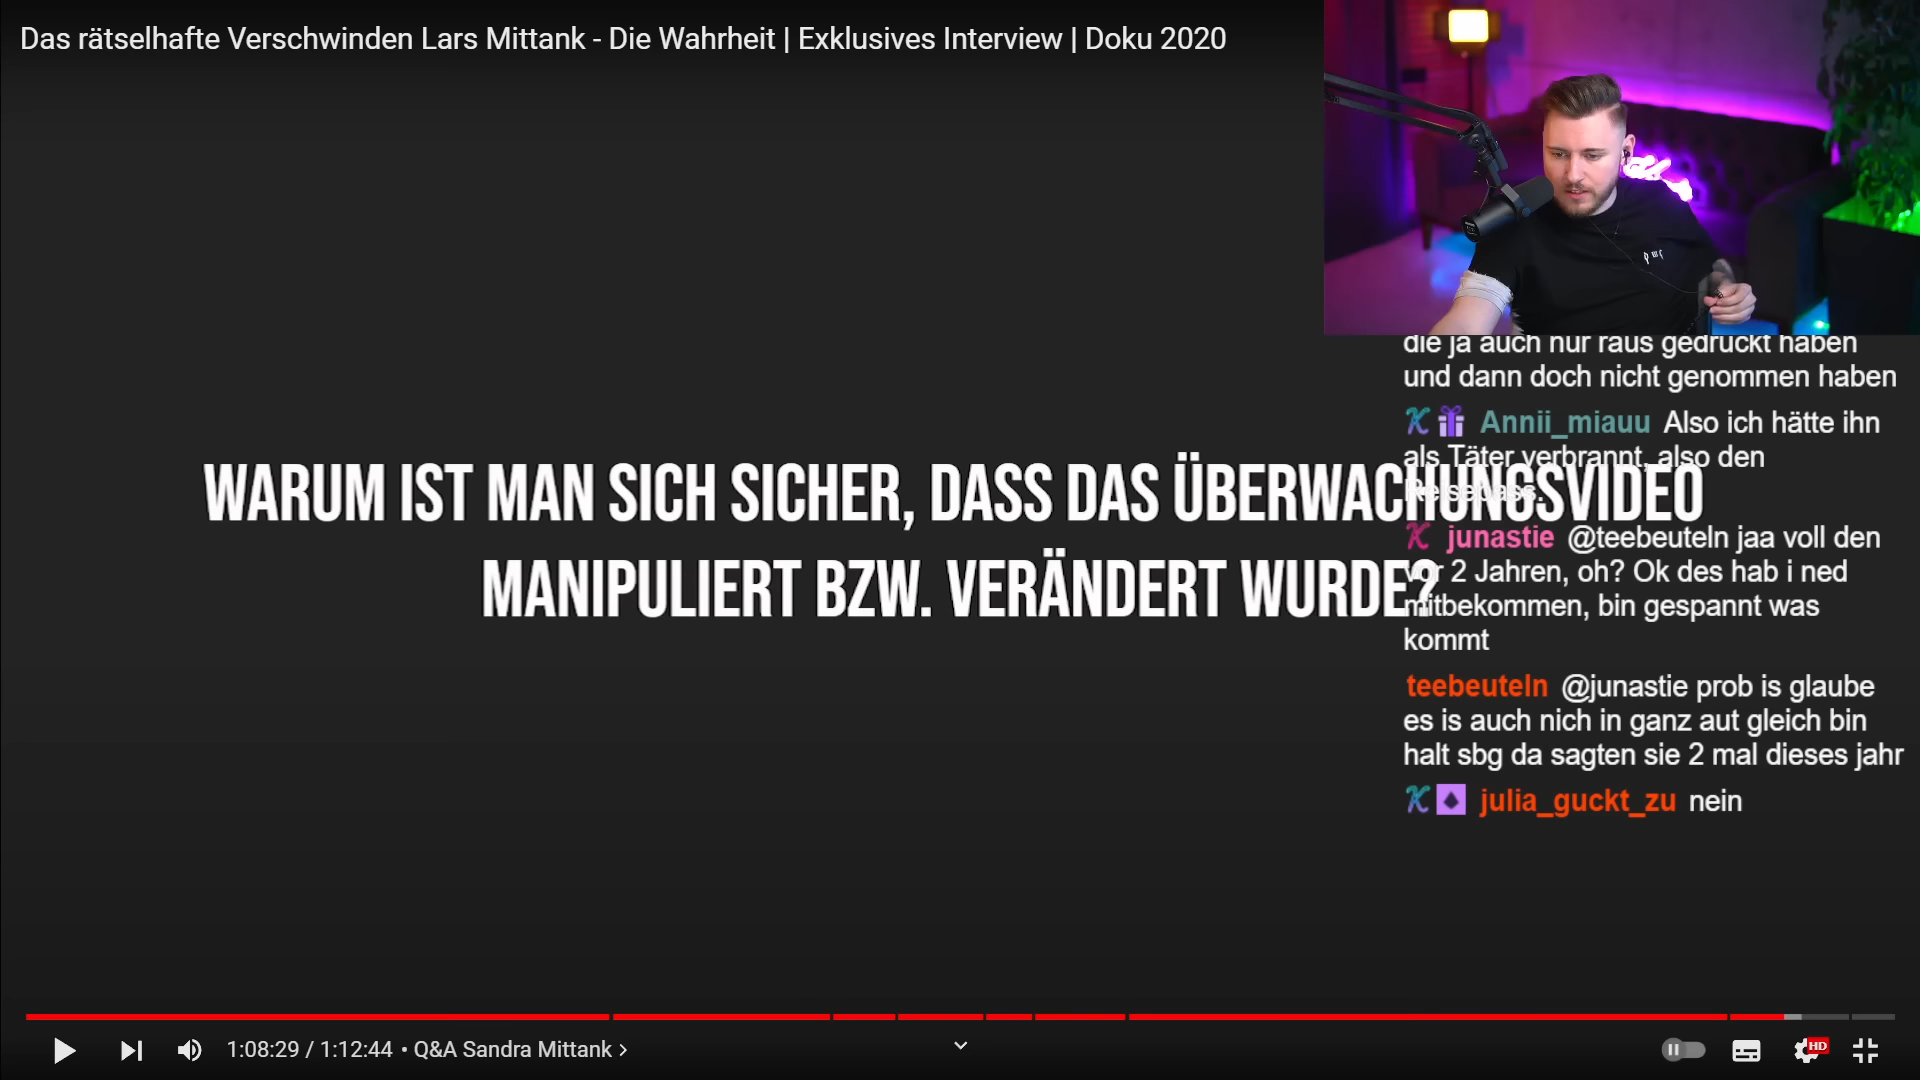 Das rätselhafte Verschwinden Lars Mittank - Die Wahrheit | Exklusives Interview | Doku 2020
die ja auch nur raus gedrückt haben
und dann doch nicht genommen haben
Annii_miauu Also ich hätte ihn
als Täter verbrannt, also den
Reisepass.
WARUM IST MAN SICH SICHER, DASS DAS ÜBERWACHUNGSVIDEO
MANIPULIERT BZW. VERÄNDERT WURDE?
junastie @teebeuteln jaa voll den
vor 2 Jahren, oh? Ok des hab i ned
mitbekommen, bin gespannt was
kommt
teebeuteln @junastie prob is glaube
es is auch nich in ganz aut gleich bin
halt sbg da sagten sie 2 mal dieses jahr
julia_guckt_zu nein
1:08:29 / 1:12:44 • Q&A Sandra Mittank
HD